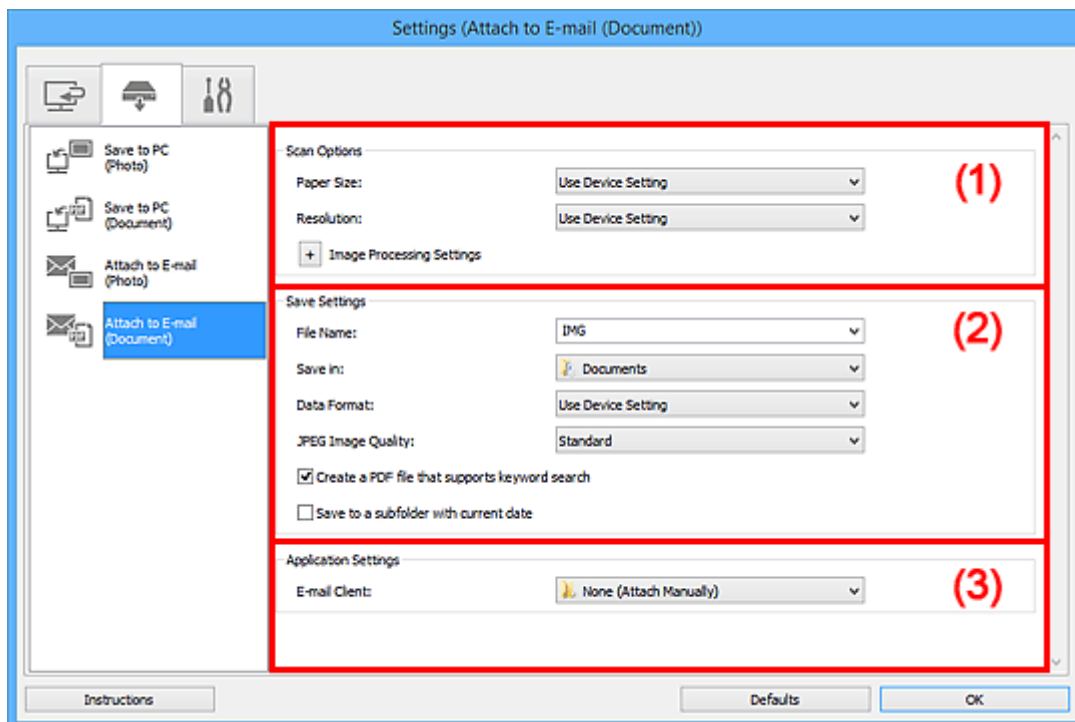 Settings (Attach to E-mail (Document))
Save to PC
(Photo)
Save to PC
(Document)
Attach to E-mail
(Photo)
Attach to E-mail
(Document)
Scan Options
(1)
Paper Size: Use Device Setting
Resolution: Use Device Setting
+ Image Processing Settings
Save Settings
(2)
File Name: IMG
Save in: Documents
Data Format: Use Device Setting
JPEG Image Quality: Standard
Create a PDF file that supports keyword search
Save to a subfolder with current date
Application Settings
(3)
E-mail Client: None (Attach Manually)
Instructions Defaults OK